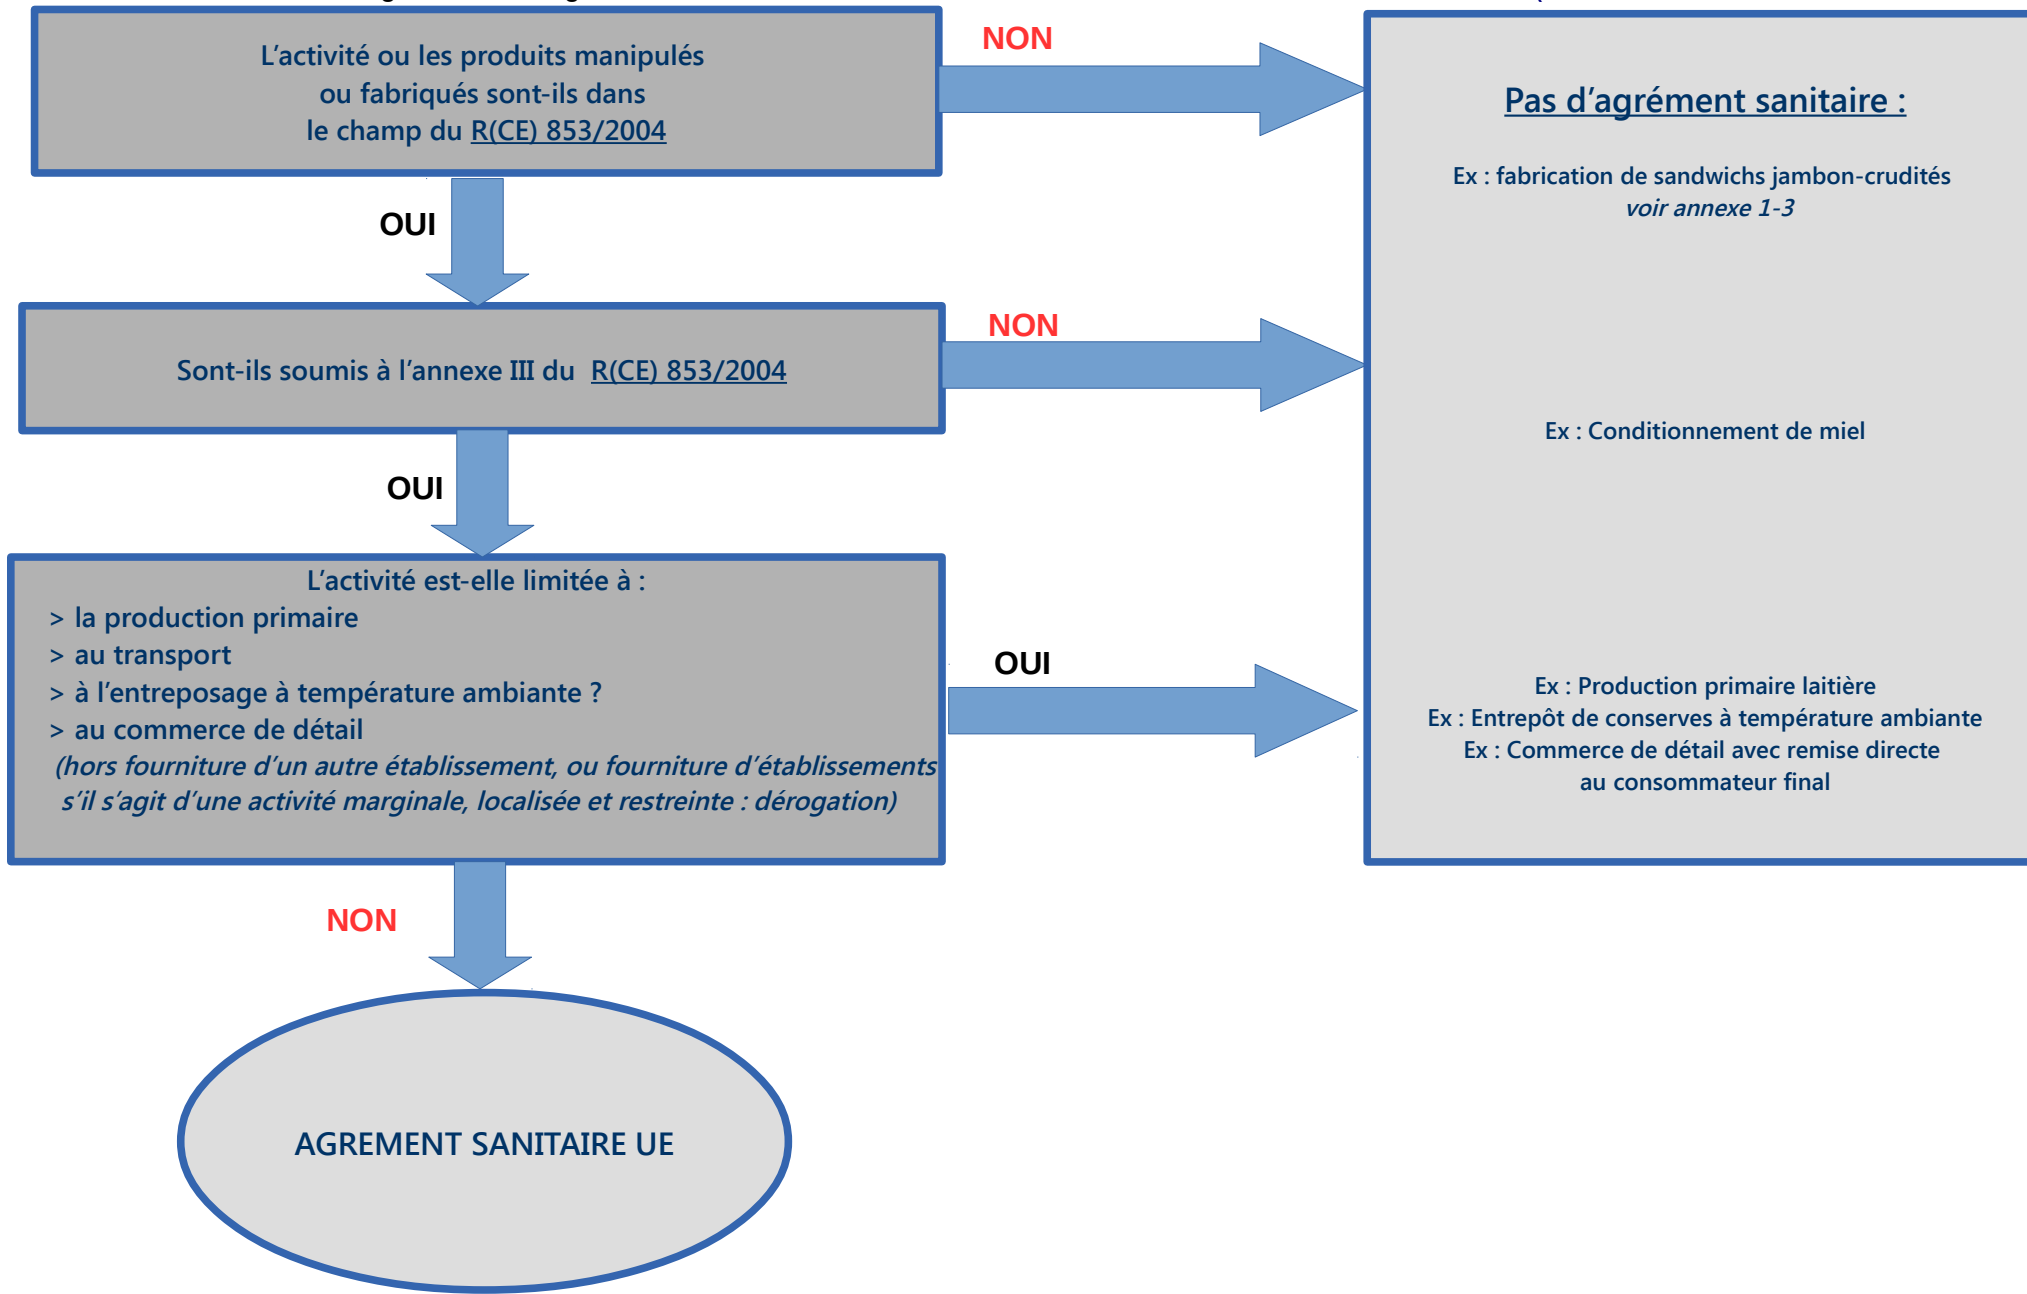 L’activité ou les produits manipulés
ou fabriqués sont-ils dans
le champ du R(CE) 853/2004
NON
Pas d’agrément sanitaire :
Ex : fabrication de sandwichs jambon-crudités
voir annexe 1-3
OUI
Sont-ils soumis à l’annexe III du R(CE) 853/2004
NON
Ex : Conditionnement de miel
OUI
L’activité est-elle limitée à :
> la production primaire
> au transport
> à l’entreposage à température ambiante ?
> au commerce de détail
(hors fourniture d’un autre établissement, ou fourniture d’établissements
s’il s’agit d’une activité marginale, localisée et restreinte : dérogation)
OUI
Ex : Production primaire laitière
Ex : Entrepôt de conserves à température ambiante
Ex : Commerce de détail avec remise directe
au consommateur final
NON
AGREMENT SANITAIRE UE